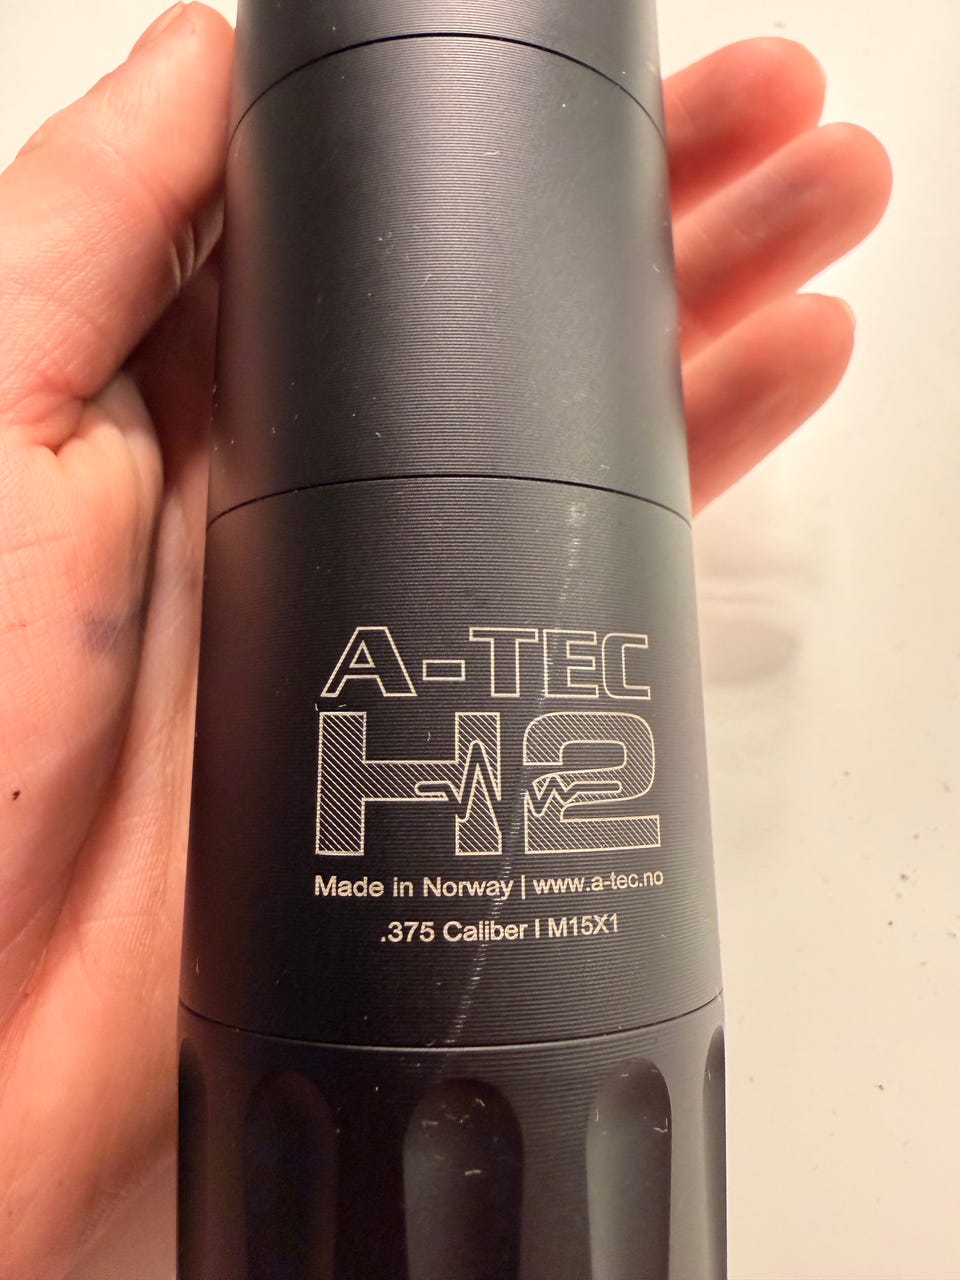 A-TEC
H2
Made in Norway | www.a-tec.no
.375 Caliber | M15X1